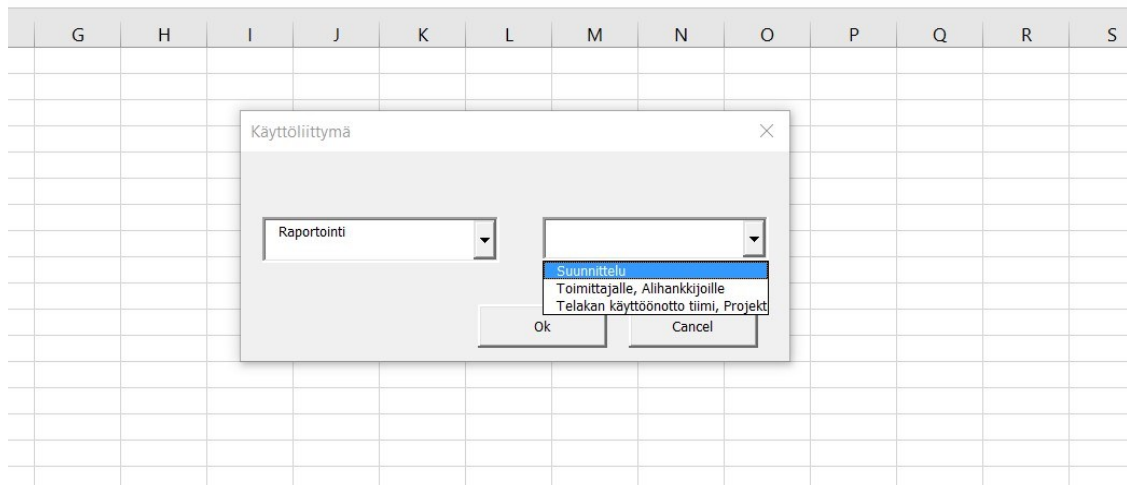 G H I J K L M N O P Q R S
Käyttöliittymä
Raportointi
Suunnittelu
Toimittajalle, Alihankkijoille
Telakan käyttöönotto tiimi, Projekt
Ok Cancel